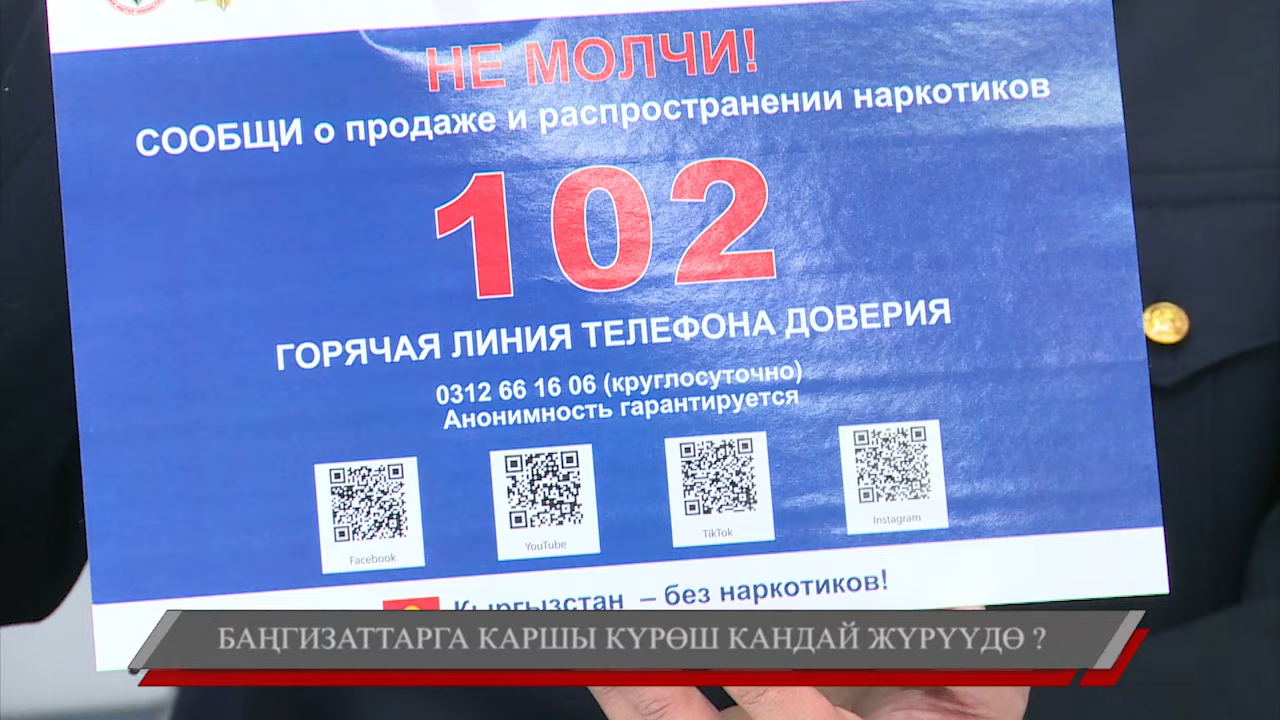 НЕ МОЛЧИ!
СООБЩИ о продаже и распространении наркотиков
102
ГОРЯЧАЯ ЛИНИЯ ТЕЛЕФОНА ДОВЕРИЯ
0312 66 16 06 (круглосуточно)
Анонимность гарантируется
Facebook YouTube TikTok Instagram
Кыргызстан – без наркотиков!
БАҢГИЗАТТАРГА КАРШЫ КҮРӨШ КАНДАЙ ЖҮРҮҮДӨ ?